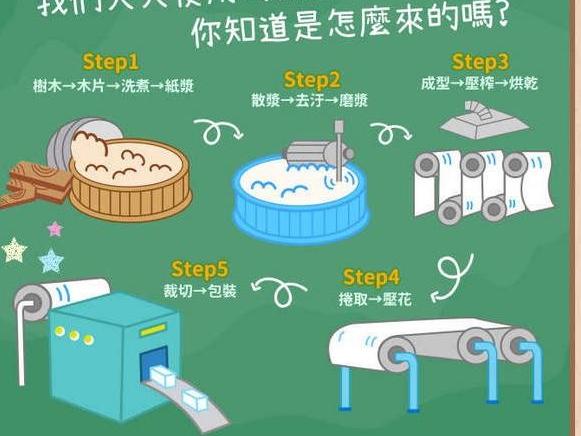 我們天天使用
你知道是怎麼來的嗎?
Step1
樹木→木片→洗煮→紙漿
Step2
散漿→去汙→磨漿
Step3
成型→壓榨→烘乾
Step4
捲取→壓花
Step5
裁切→包裝